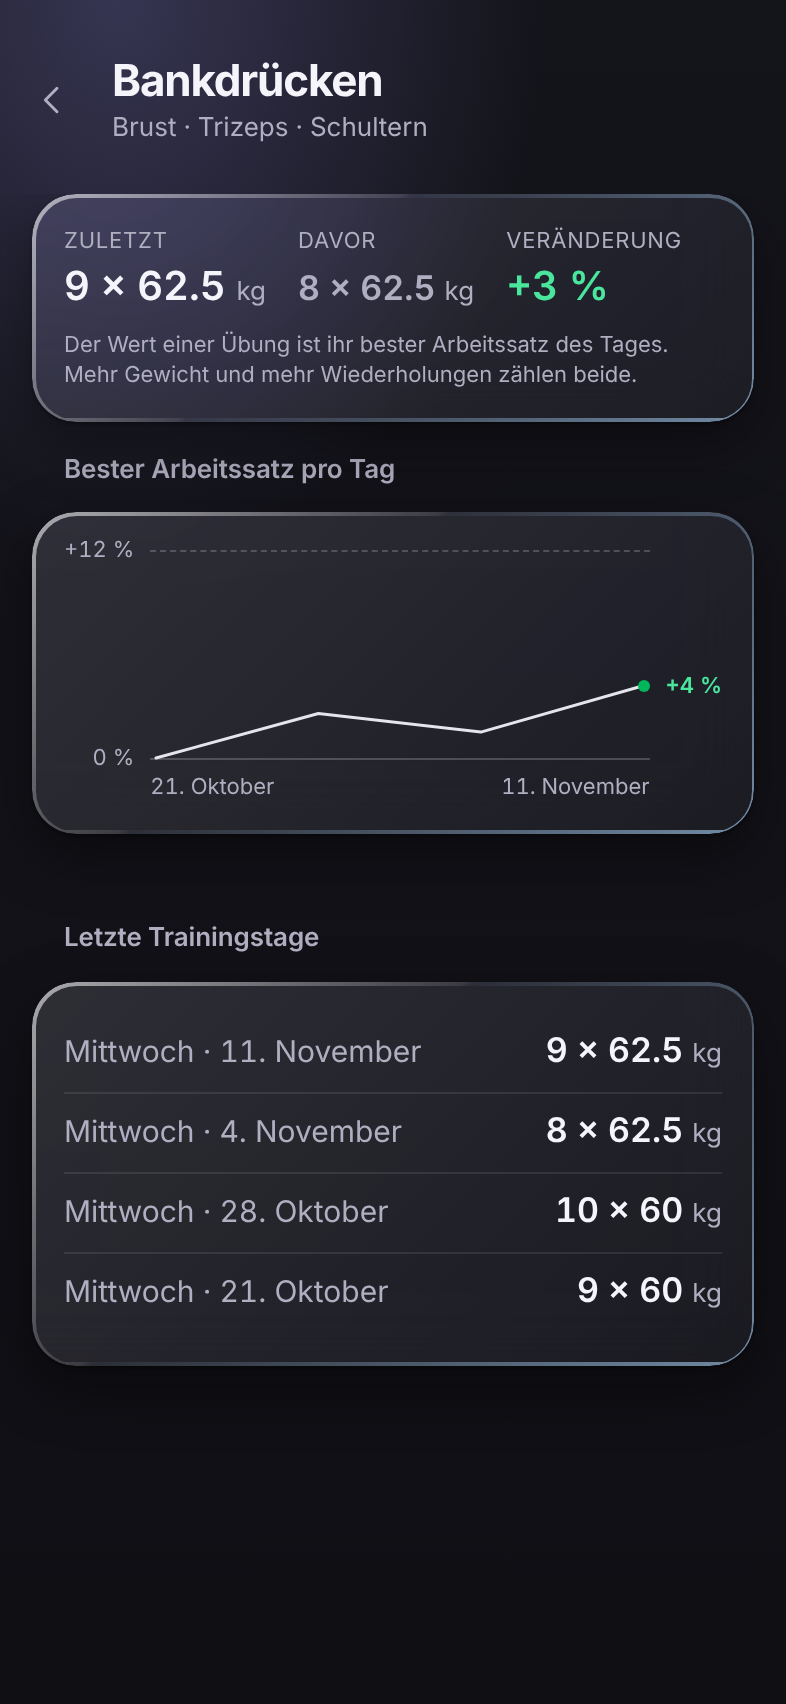 Bankdrücken
Brust · Trizeps · Schultern
ZULETZT DAVOR VERÄNDERUNG
9 × 62.5 kg 8 × 62.5 kg +3 %
Der Wert einer Übung ist ihr bester Arbeitssatz des Tages.
Mehr Gewicht und mehr Wiederholungen zählen beide.
Bester Arbeitssatz pro Tag
+12 %
+4 %
0 %
21. Oktober 11. November
Letzte Trainingstage
Mittwoch · 11. November 9 × 62.5 kg
Mittwoch · 4. November 8 × 62.5 kg
Mittwoch · 28. Oktober 10 × 60 kg
Mittwoch · 21. Oktober 9 × 60 kg